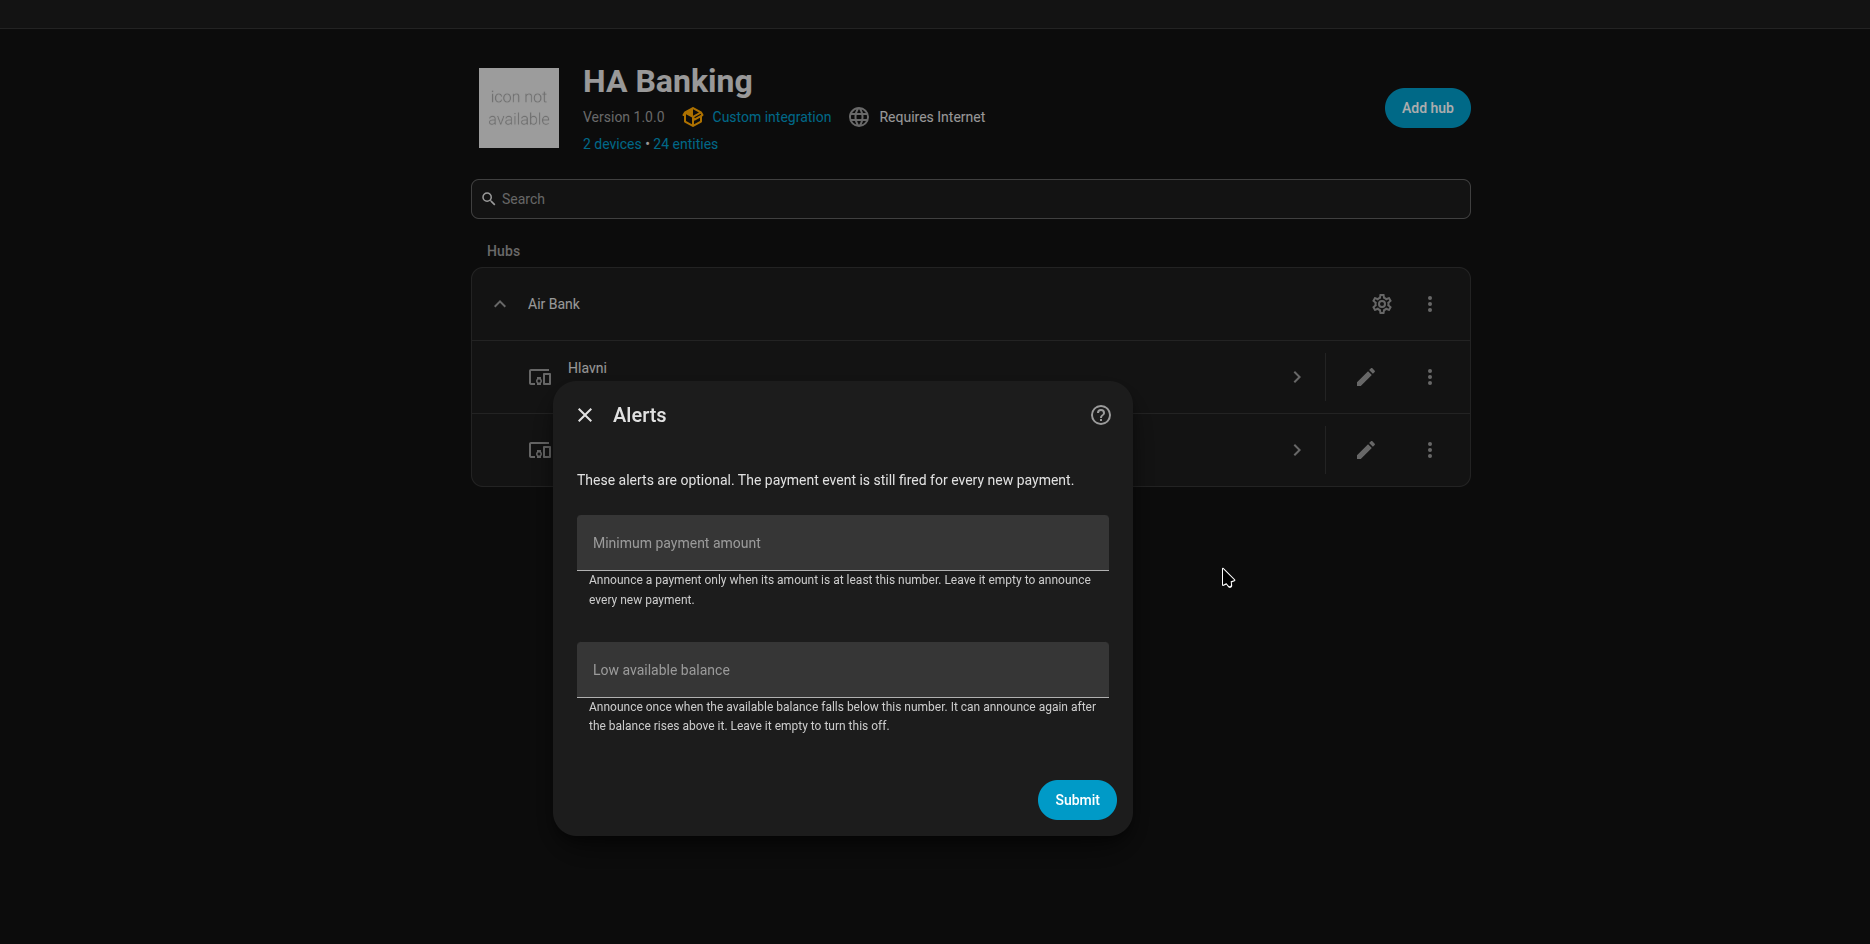 icon not
available
HA Banking
Version 1.0.0 Custom integration Requires Internet
2 devices • 24 entities
Add hub
Search
Hubs
Air Bank
Hlavni
Alerts
These alerts are optional. The payment event is still fired for every new payment.
Minimum payment amount
Announce a payment only when its amount is at least this number. Leave it empty to announce
every new payment.
Low available balance
Announce once when the available balance falls below this number. It can announce again after
the balance rises above it. Leave it empty to turn this off.
Submit